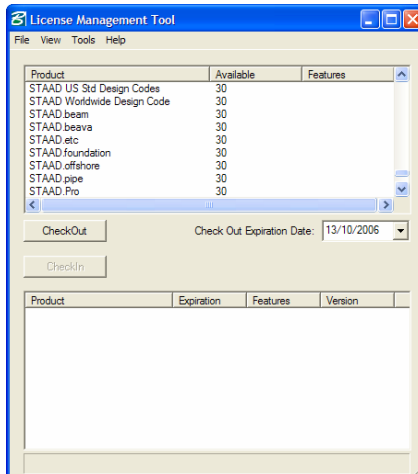 License Management Tool
File View Tools Help
Product Available Features
STAAD US Std Design Codes 30
STAAD Worldwide Design Code 30
STAAD.beam 30
STAAD.beava 30
STAAD.etc 30
STAAD.foundation 30
STAAD.offshore 30
STAAD.pipe 30
STAAD.Pro 30
CheckOut Check Out Expiration Date: 13/10/2006
CheckIn
Product Expiration Features Version